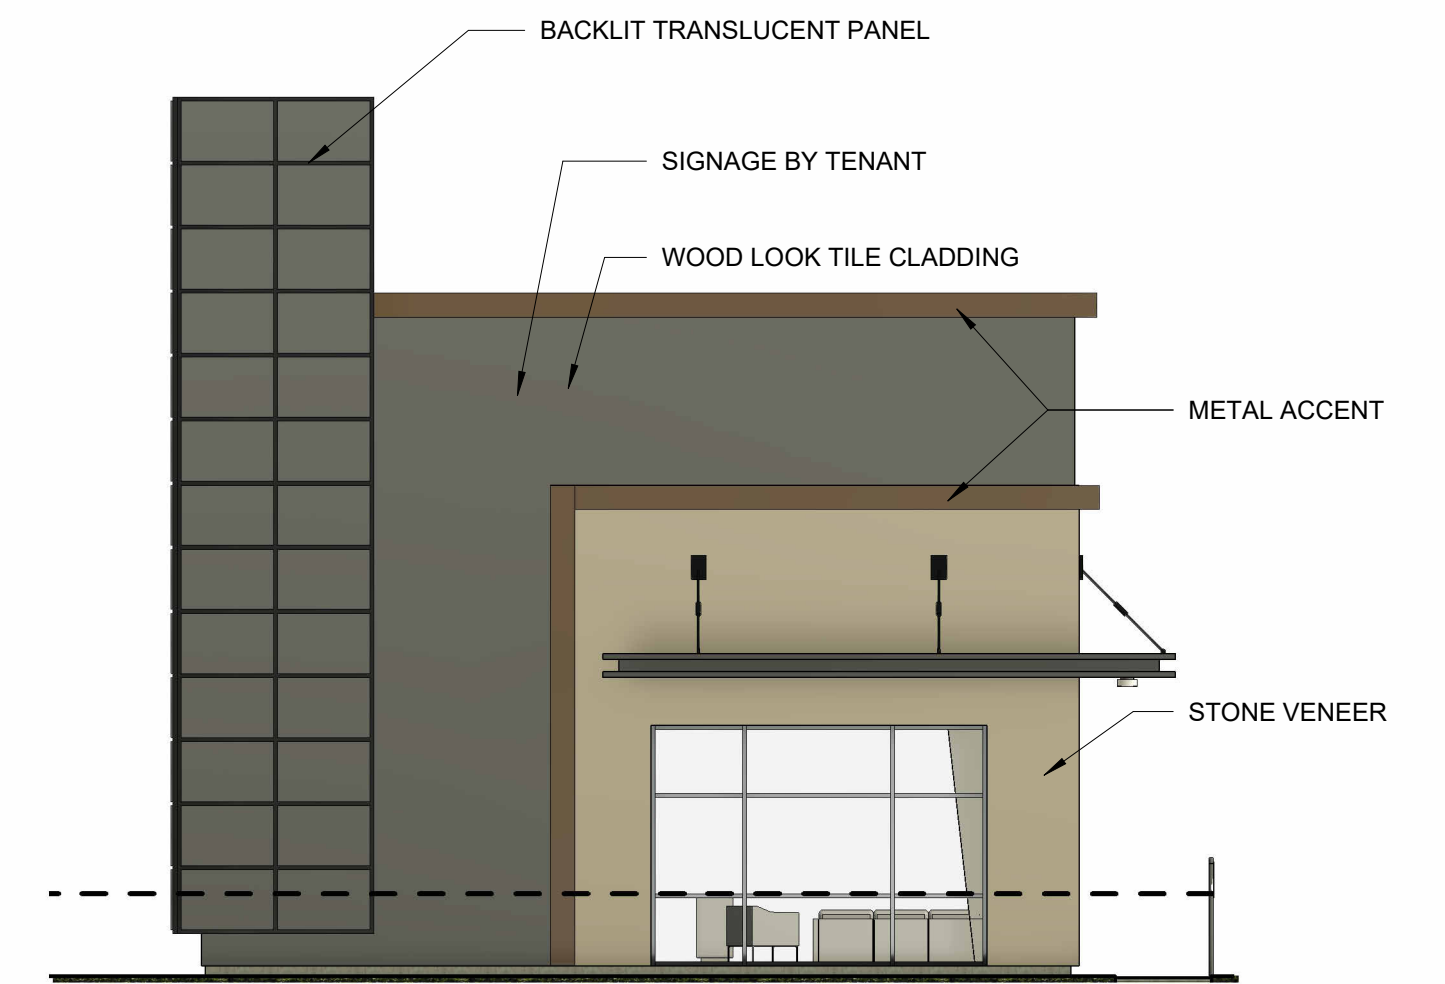 BACKLIT TRANSLUCENT PANEL
SIGNAGE BY TENANT
WOOD LOOK TILE CLADDING
METAL ACCENT
STONE VENEER